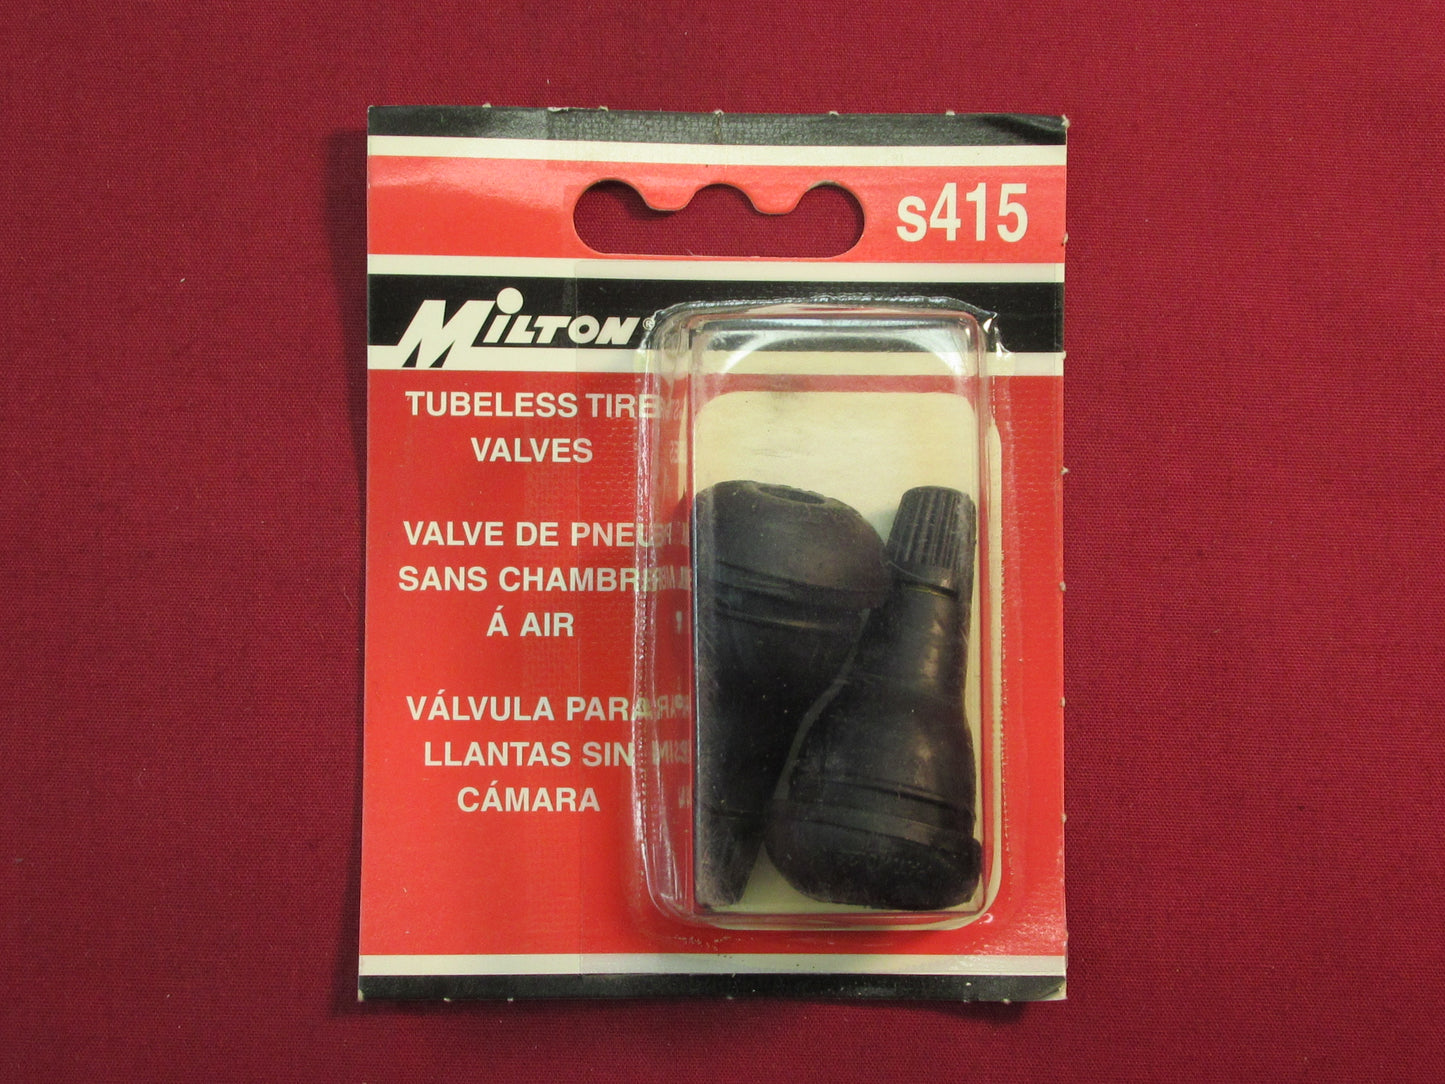 s415
MILTON®
TUBELESS TIRE
VALVES
VALVE DE PNEU
SANS CHAMBRE
Á AIR
VÁLVULA PARA
LLANTAS SIN
CÁMARA